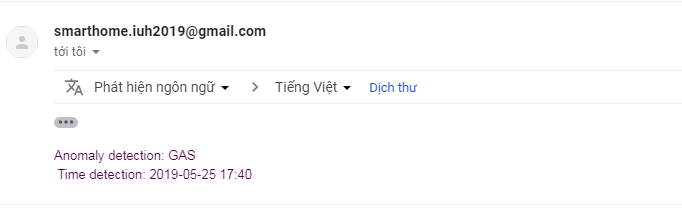 smarthome.iuh2019@gmail.com
tới tôi
Phát hiện ngôn ngữ > Tiếng Việt Dịch thư
Anomaly detection: GAS
Time detection: 2019-05-25 17:40